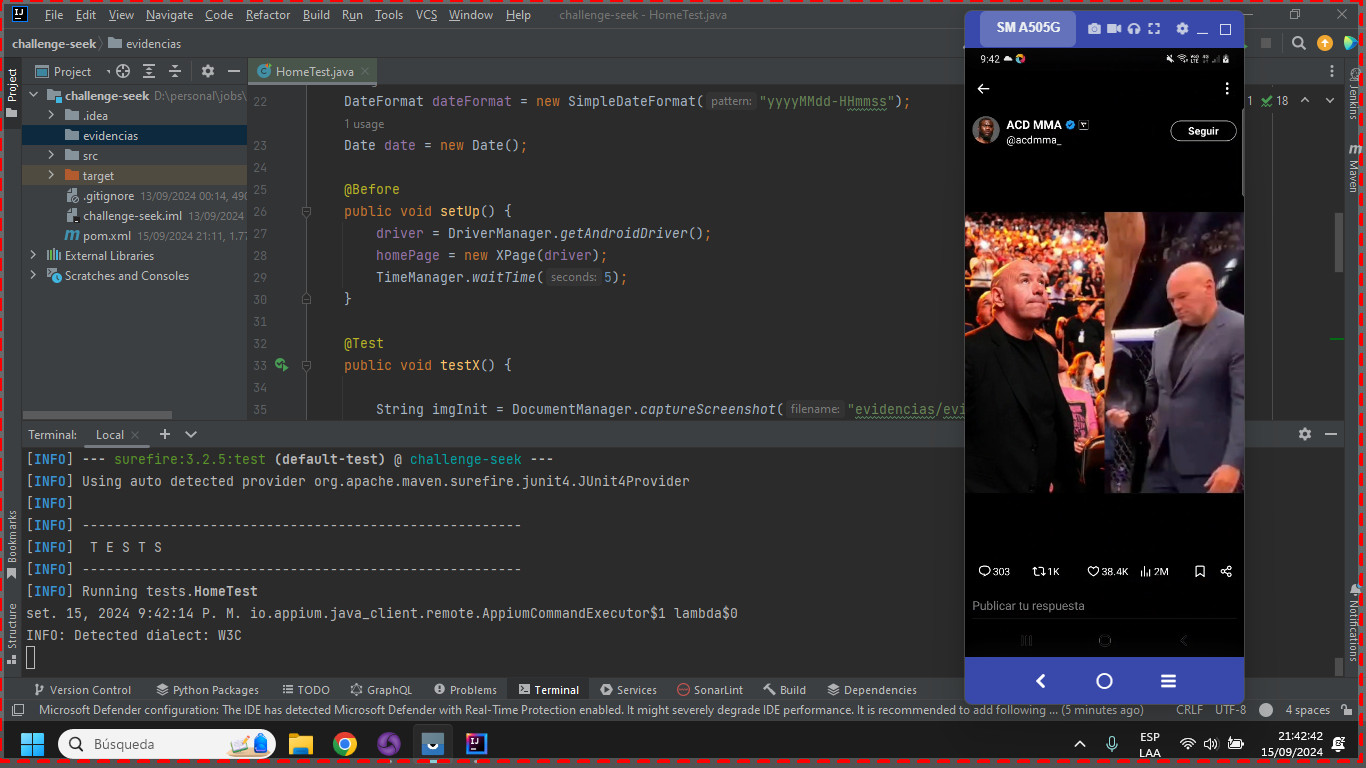 File Edit View Navigate Code Refactor Build Run Tools VCS Window Help challenge-seek - HomeTest.java
challenge-seek evidencias
Project
HomeTest.java
challenge-seek D:\personal\jobs\
.idea
evidencias
src
target
.gitignore 13/09/2024 00:14, 490
challenge-seek.iml 13/09/2024
pom.xml 15/09/2024 21:11, 1.77
External Libraries
Scratches and Consoles
Project
Bookmarks
Structure
22 DateFormat dateFormat = new SimpleDateFormat( pattern: "yyyyMMdd-HHmmss");
1 usage
23 Date date = new Date();
24
25 @Before
26 public void setUp() {
27 driver = DriverManager.getAndroidDriver();
28 homePage = new XPage(driver);
29 TimeManager.waitTime( seconds: 5);
30 }
31
32 @Test
33 public void testX() {
34
35 String imgInit = DocumentManager.captureScreenshot( filename: "evidencias/evi
1 18
Jenkins
Maven
Notifications
SM A505G
9:42
ACD MMA
@acdmma_
Seguir
303 1K 38.4K 2M
Publicar tu respuesta
Terminal: Local
[INFO] --- surefire:3.2.5:test (default-test) @ challenge-seek ---
[INFO] Using auto detected provider org.apache.maven.surefire.junit4.JUnit4Provider
[INFO]
[INFO] -------------------------------------------------------
[INFO] T E S T S
[INFO] -------------------------------------------------------
[INFO] Running tests.HomeTest
set. 15, 2024 9:42:14 P. M. io.appium.java_client.remote.AppiumCommandExecutor$1 lambda$0
INFO: Detected dialect: W3C
Version Control Python Packages TODO GraphQL Problems Terminal Services SonarLint Build Dependencies
Microsoft Defender configuration: The IDE has detected Microsoft Defender with Real-Time Protection enabled. It might severely degrade IDE performance. It is recommended to add following ... (5 minutes ago) CRLF UTF-8 4 spaces
Búsqueda
ESP
LAA
21:42:42
15/09/2024